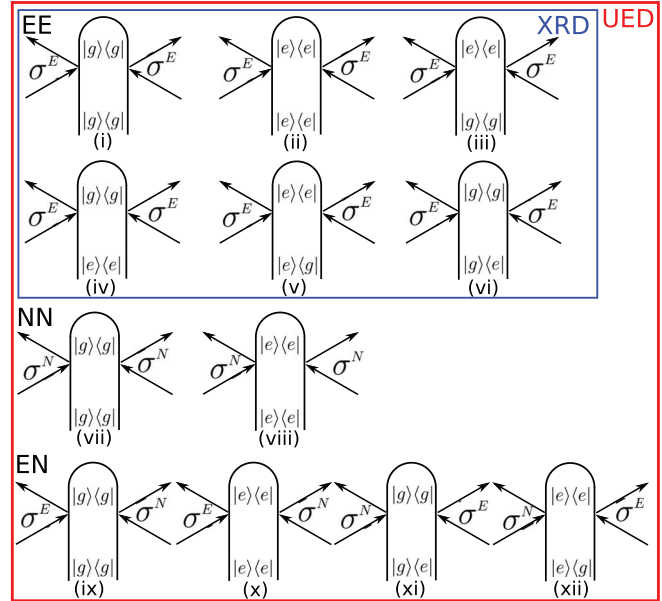 EE XRD UED
|g⟩⟨g| |e⟩⟨e| |e⟩⟨e|
σ^E σ^E σ^E σ^E σ^E σ^E
|g⟩⟨g| |e⟩⟨e| |g⟩⟨g|
(i) (ii) (iii)
|g⟩⟨g| |e⟩⟨e| |g⟩⟨g|
σ^E σ^E σ^E σ^E σ^E σ^E
|e⟩⟨e| |e⟩⟨g| |g⟩⟨e|
(iv) (v) (vi)
NN
|g⟩⟨g| |e⟩⟨e|
σ^N σ^N σ^N σ^N
|g⟩⟨g| |e⟩⟨e|
(vii) (viii)
EN
|g⟩⟨g| |e⟩⟨e| |g⟩⟨g| |e⟩⟨e|
σ^E σ^N σ^E σ^N σ^N σ^E σ^N σ^E
|g⟩⟨g| |e⟩⟨e| |g⟩⟨e| |e⟩⟨g|
(ix) (x) (xi) (xii)